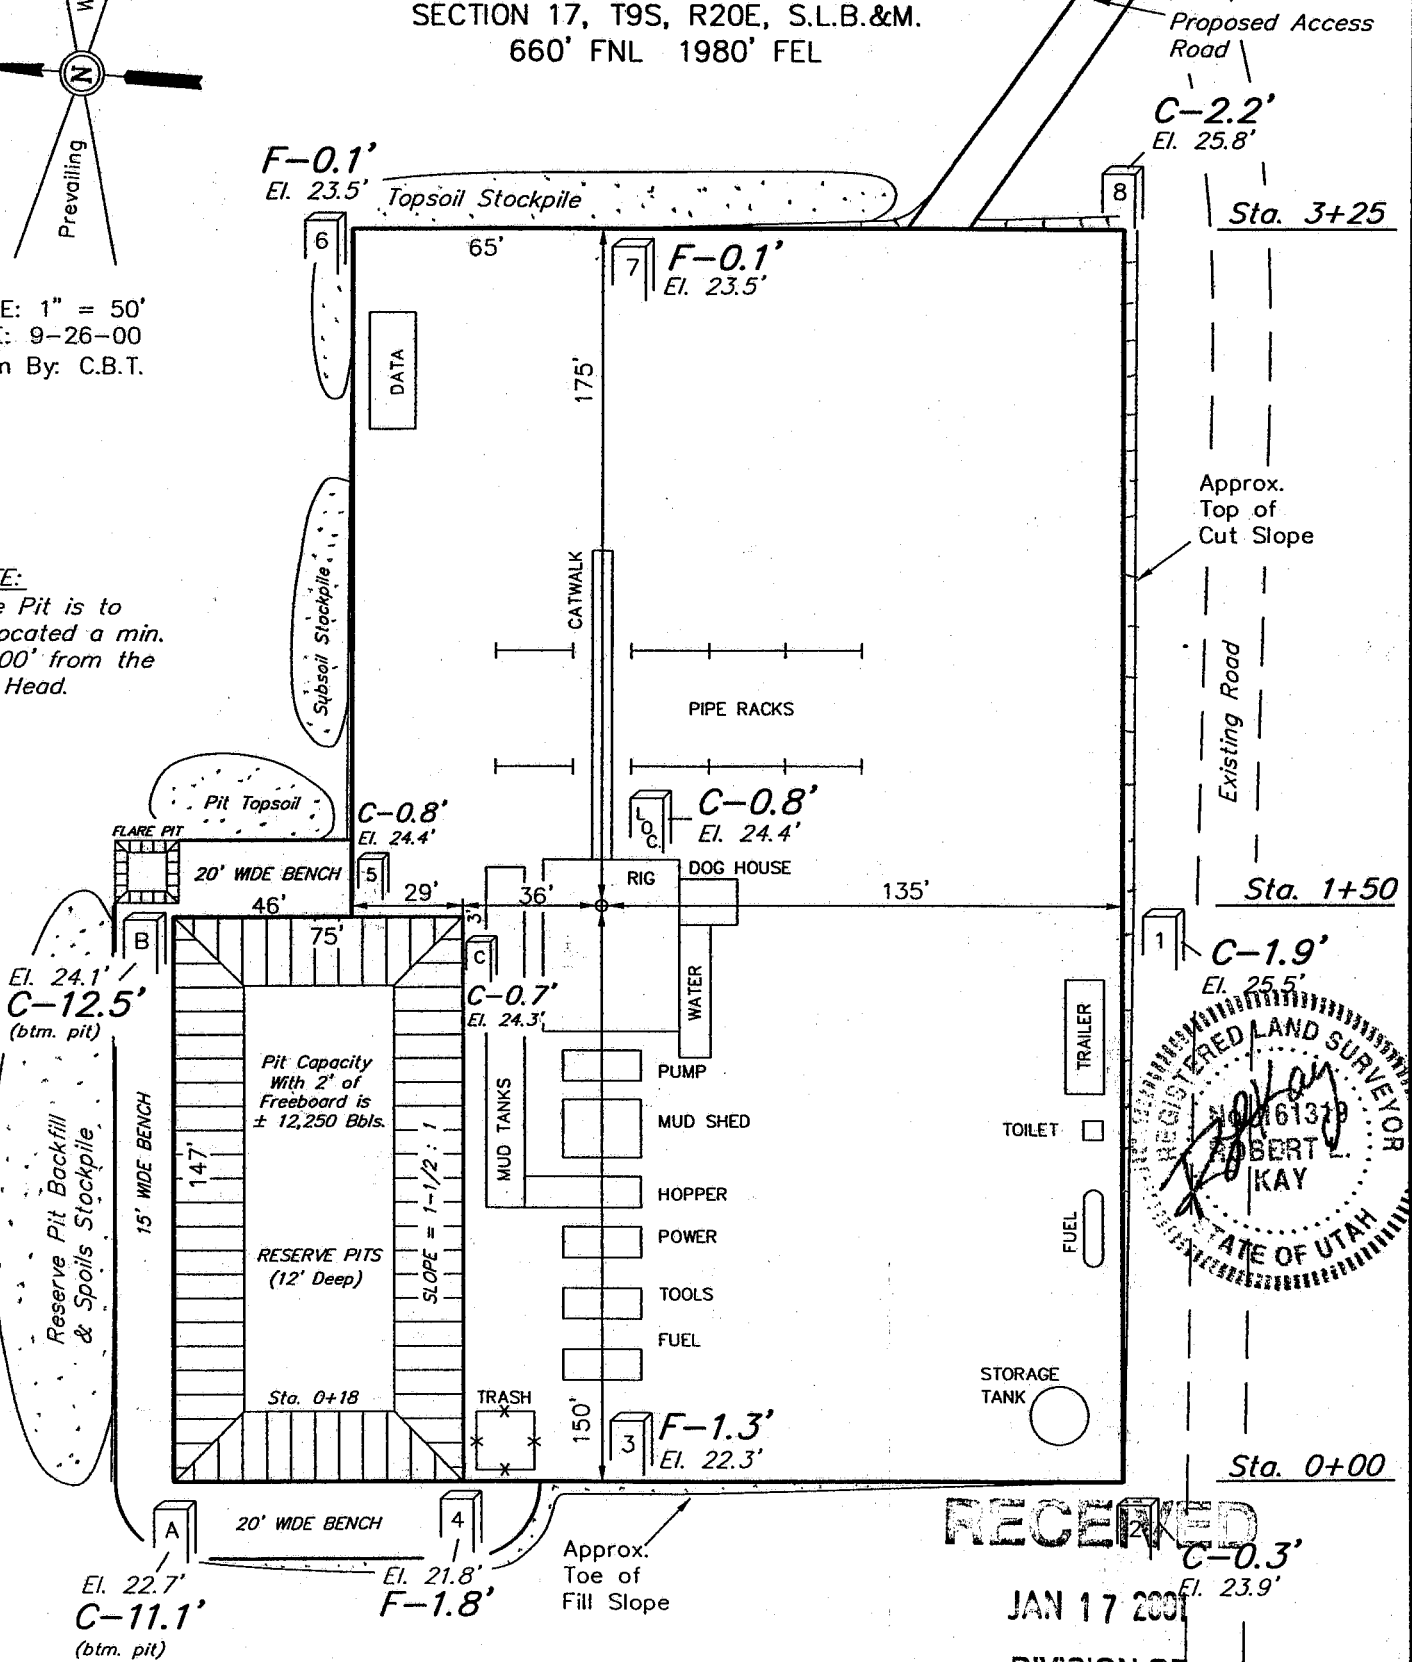 SECTION 17, T9S, R20E, S.L.B.&M.
660' FNL 1980' FEL
Proposed Access
Road
W
N
Prevailing
C-2.2'
El. 25.8'
8
Sta. 3+25
F-0.1'
El. 23.5'
6
Topsoil Stockpile
65'
7
F-0.1'
El. 23.5'
E: 1" = 50'
E: 9-26-00
n By: C.B.T.
DATA
175'
Approx.
Top of
Cut Slope
E:
e Pit is to
ocated a min.
00' from the
Head.
Subsoil Stockpile
CATWALK
PIPE RACKS
Existing Road
Pit Topsoil
FLARE PIT
C-0.8'
El. 24.4'
5
LOC.
C-0.8'
El. 24.4'
20' WIDE BENCH
RIG
DOG HOUSE
46'
29'
36'
135'
Sta. 1+50
75'
3'
B
El. 24.1'
C-12.5'
(btm. pit)
C
C-0.7'
El. 24.3'
1
C-1.9'
El. 25.5'
WATER
TRAILER
Pit Capacity
With 2' of
Freeboard is
± 12,250 Bbls.
PUMP
MUD SHED
TOILET
MUD TANKS
HOPPER
POWER
FUEL
TOOLS
FUEL
REGISTERED LAND SURVEYOR
No. 161319
ROBERT L.
KAY
STATE OF UTAH
Reserve Pit Backfill
& Spoils Stockpile
15' WIDE BENCH
147'
SLOPE = 1-1/2 : 1
RESERVE PITS
(12' Deep)
Sta. 0+18
TRASH
150'
STORAGE
TANK
3
F-1.3'
El. 22.3'
Sta. 0+00
A
El. 22.7'
C-11.1'
(btm. pit)
20' WIDE BENCH
4
El. 21.8'
F-1.8'
Approx.
Toe of
Fill Slope
RECEIVED
2
C-0.3'
El. 23.9'
JAN 17 2001
DIVISION OF